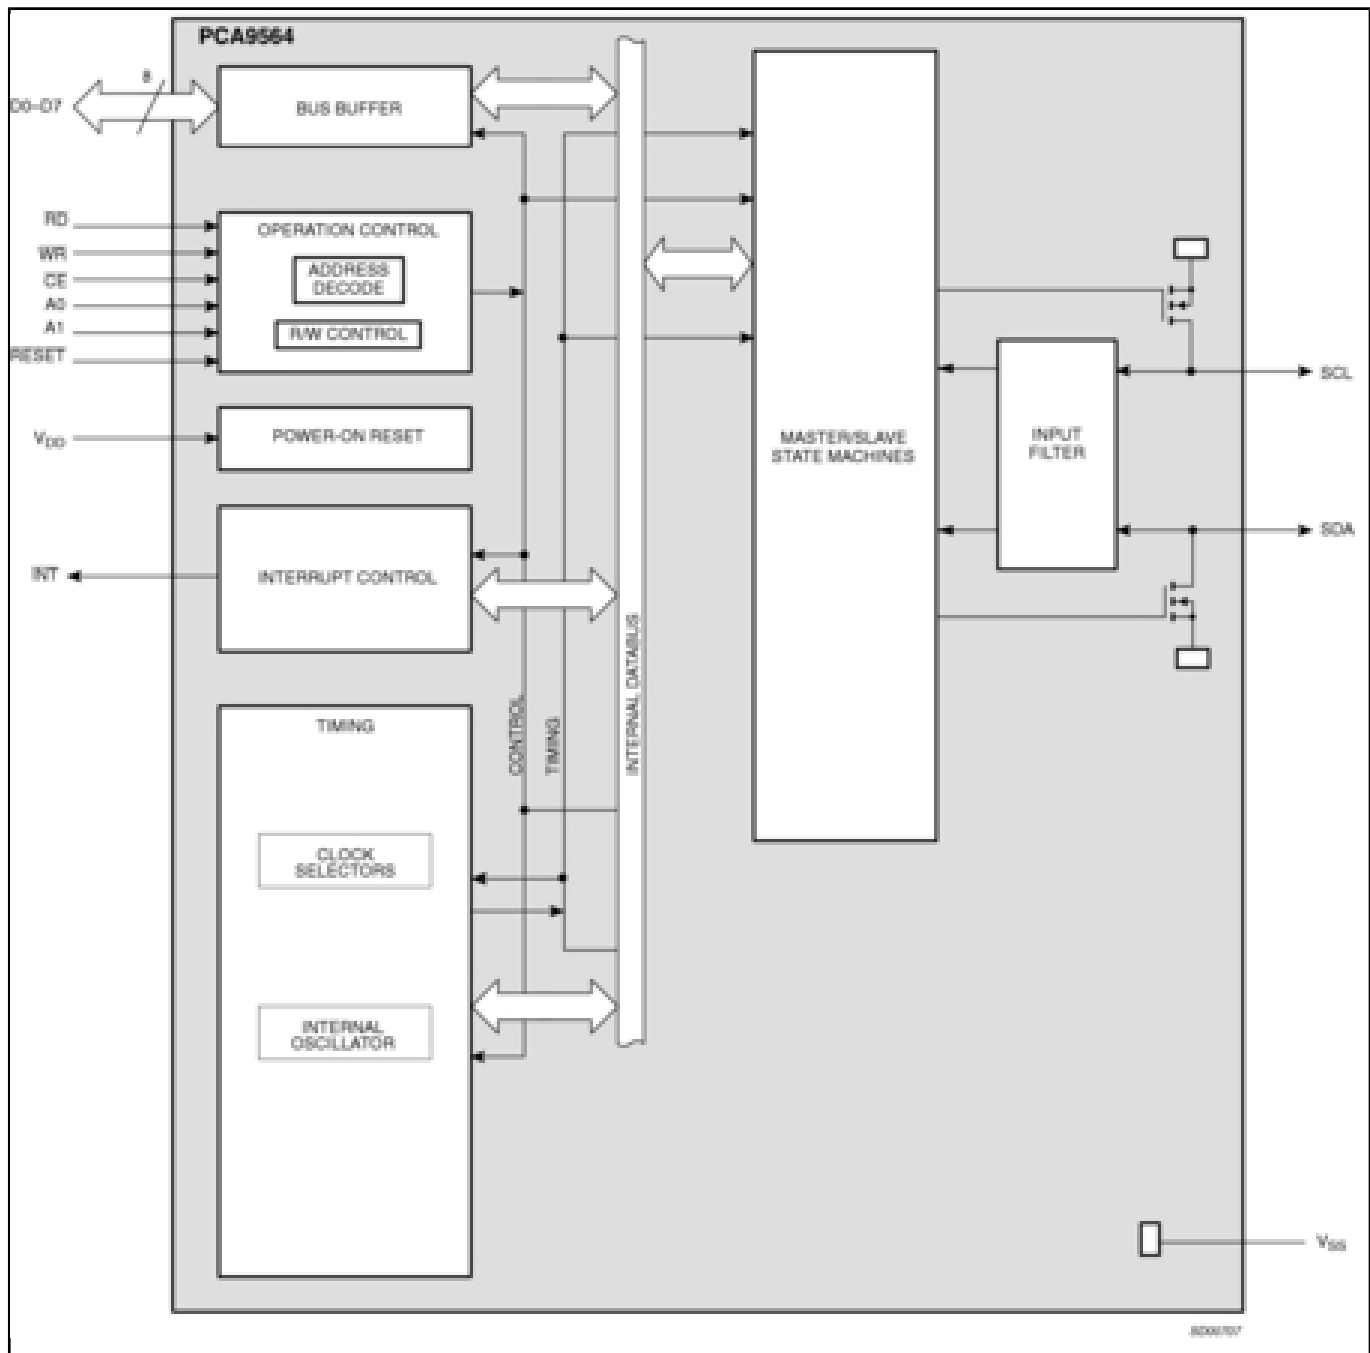 PCA9564
8
D0–D7
BUS BUFFER
RD
WR
CE
A0
A1
RESET
OPERATION CONTROL
ADDRESS
DECODE
R/W CONTROL
VDD
POWER-ON RESET
INT
INTERRUPT CONTROL
TIMING
CLOCK
SELECTORS
INTERNAL
OSCILLATOR
CONTROL
TIMING
INTERNAL DATABUS
MASTER/SLAVE
STATE MACHINES
INPUT
FILTER
SCL
SDA
VSS